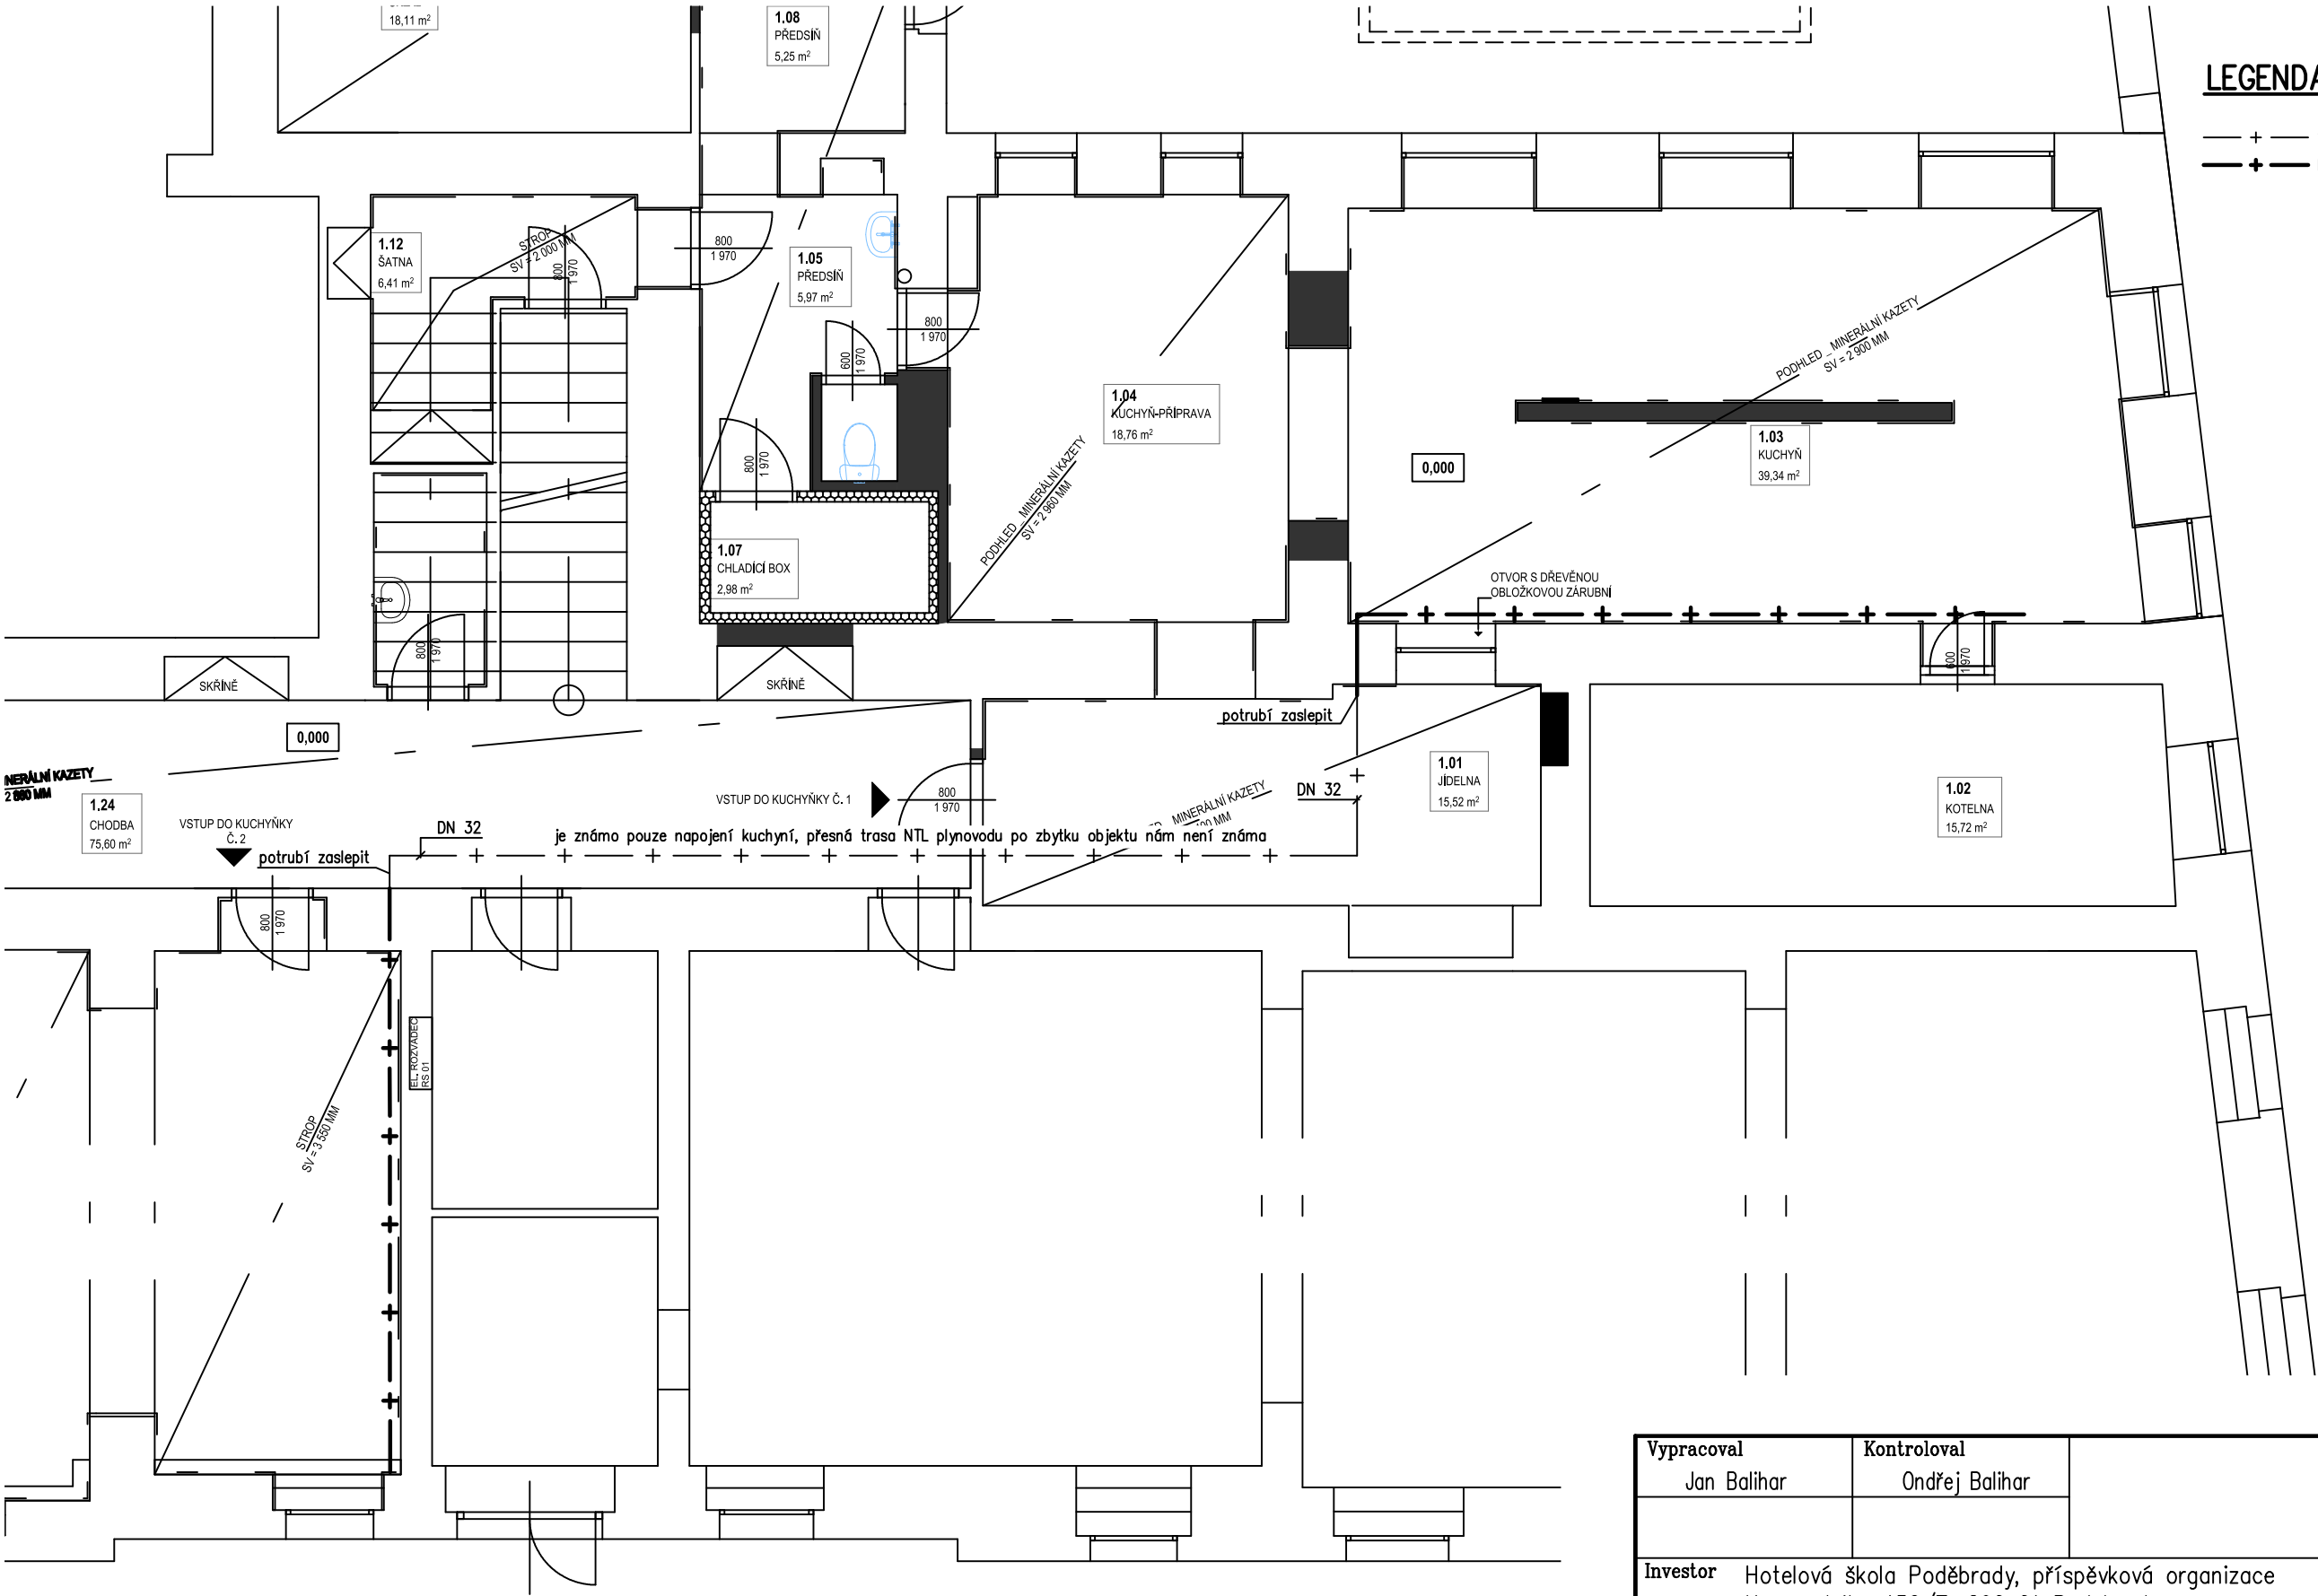 18,11 m²
1.08
PŘEDSÍŇ
5,25 m²
LEGENDA
1.12
ŠATNA
6,41 m²
STROP
SV = 2 000 MM
800
1 970
800
1 970
1.05
PŘEDSÍŇ
5,97 m²
800
1 970
600
1 970
800
1 970
1.04
KUCHYŇ-PŘÍPRAVA
18,76 m²
PODHLED _ MINERÁLNÍ KAZETY
SV = 2 960 MM
PODHLED _ MINERÁLNÍ KAZETY
SV = 2 900 MM
0,000
1.03
KUCHYŇ
39,34 m²
1.07
CHLADÍCÍ BOX
2,98 m²
OTVOR S DŘEVĚNOU
OBLOŽKOVOU ZÁRUBNÍ
800
1 970
600
1 970
SKŘÍNĚ
SKŘÍNĚ
0,000
potrubí zaslepit
NERÁLNÍ KAZETY
1.24
CHODBA
75,60 m²
VSTUP DO KUCHYŇKY
Č. 2
VSTUP DO KUCHYŇKY Č. 1
800
1 970
MINERÁLNÍ KAZETY
DN 32
1.01
JÍDELNA
15,52 m²
1.02
KOTELNA
15,72 m²
DN 32
je známo pouze napojení kuchyní, přesná trasa NTL plynovodu po zbytku objektu nám není známa
potrubí zaslepit
800
1 970
EL. ROZVADĚČ
RS 01
STROP
SV = 3 550 MM
Vypracoval
Kontroloval
Jan Balihar
Ondřej Balihar
Investor
Hotelová škola Poděbrady, příspěvková organizace